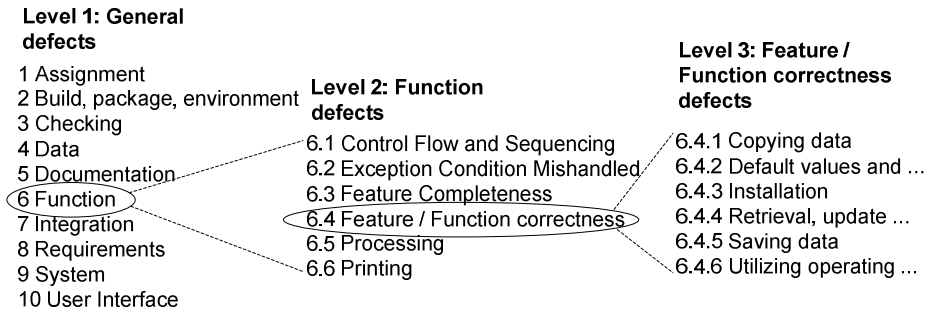 Level 1: General
defects
1 Assignment
2 Build, package, environment
3 Checking
4 Data
5 Documentation
6 Function
7 Integration
8 Requirements
9 System
10 User Interface
Level 2: Function
defects
6.1 Control Flow and Sequencing
6.2 Exception Condition Mishandled
6.3 Feature Completeness
6.4 Feature / Function correctness
6.5 Processing
6.6 Printing
Level 3: Feature /
Function correctness
defects
6.4.1 Copying data
6.4.2 Default values and ...
6.4.3 Installation
6.4.4 Retrieval, update ...
6.4.5 Saving data
6.4.6 Utilizing operating ...